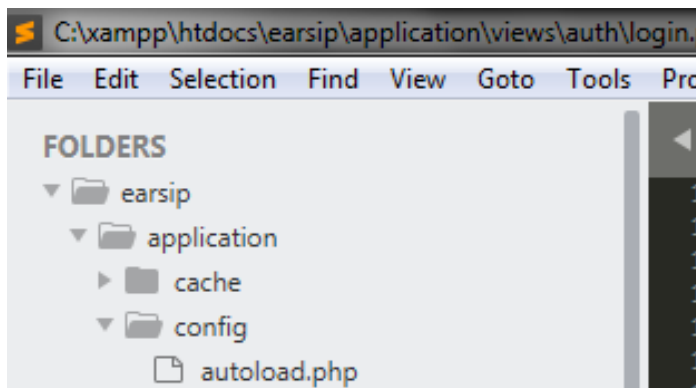 C:\xampp\htdocs\earsip\application\views\auth\login.
File Edit Selection Find View Goto Tools
FOLDERS
earsip
application
cache
config
autoload.php